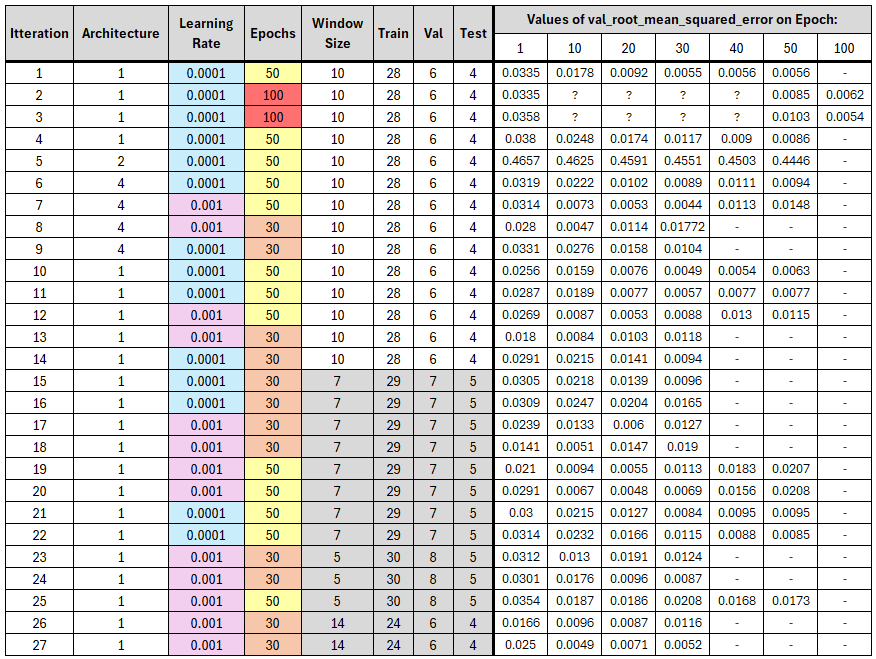 Itteration Architecture Learning Rate Epochs Window Size Train Val Test Values of val_root_mean_squared_error on Epoch:
1 10 20 30 40 50 100
1 1 0.0001 50 10 28 6 4 0.0335 0.0178 0.0092 0.0055 0.0056 0.0056 -
2 1 0.0001 100 10 28 6 4 0.0335 ? ? ? ? 0.0085 0.0062
3 1 0.0001 100 10 28 6 4 0.0358 ? ? ? ? 0.0103 0.0054
4 1 0.0001 50 10 28 6 4 0.038 0.0248 0.0174 0.0117 0.009 0.0086 -
5 2 0.0001 50 10 28 6 4 0.4657 0.4625 0.4591 0.4551 0.4503 0.4446 -
6 4 0.0001 50 10 28 6 4 0.0319 0.0222 0.0102 0.0089 0.0111 0.0094 -
7 4 0.001 50 10 28 6 4 0.0314 0.0073 0.0053 0.0044 0.0113 0.0148 -
8 4 0.001 30 10 28 6 4 0.028 0.0047 0.0114 0.01772 - - -
9 4 0.0001 30 10 28 6 4 0.0331 0.0276 0.0158 0.0104 - - -
10 1 0.0001 50 10 28 6 4 0.0256 0.0159 0.0076 0.0049 0.0054 0.0063 -
11 1 0.0001 50 10 28 6 4 0.0287 0.0189 0.0077 0.0057 0.0077 0.0077 -
12 1 0.001 50 10 28 6 4 0.0269 0.0087 0.0053 0.0088 0.013 0.0115 -
13 1 0.001 30 10 28 6 4 0.018 0.0084 0.0103 0.0118 - - -
14 1 0.0001 30 10 28 6 4 0.0291 0.0215 0.0141 0.0094 - - -
15 1 0.0001 30 7 29 7 5 0.0305 0.0218 0.0139 0.0096 - - -
16 1 0.0001 30 7 29 7 5 0.0309 0.0247 0.0204 0.0165 - - -
17 1 0.001 30 7 29 7 5 0.0239 0.0133 0.006 0.0127 - - -
18 1 0.001 30 7 29 7 5 0.0141 0.0051 0.0147 0.019 - - -
19 1 0.001 50 7 29 7 5 0.021 0.0094 0.0055 0.0113 0.0183 0.0207 -
20 1 0.001 50 7 29 7 5 0.0291 0.0067 0.0048 0.0069 0.0156 0.0208 -
21 1 0.0001 50 7 29 7 5 0.03 0.0215 0.0127 0.0084 0.0095 0.0095 -
22 1 0.0001 50 7 29 7 5 0.0314 0.0232 0.0166 0.0115 0.0088 0.0085 -
23 1 0.001 30 5 30 8 5 0.0312 0.013 0.0191 0.0124 - - -
24 1 0.001 30 5 30 8 5 0.0301 0.0176 0.0096 0.0087 - - -
25 1 0.001 50 5 30 8 5 0.0354 0.0187 0.0186 0.0208 0.0168 0.0173 -
26 1 0.001 30 14 24 6 4 0.0166 0.0096 0.0087 0.0116 - - -
27 1 0.001 30 14 24 6 4 0.025 0.0049 0.0071 0.0052 - - -